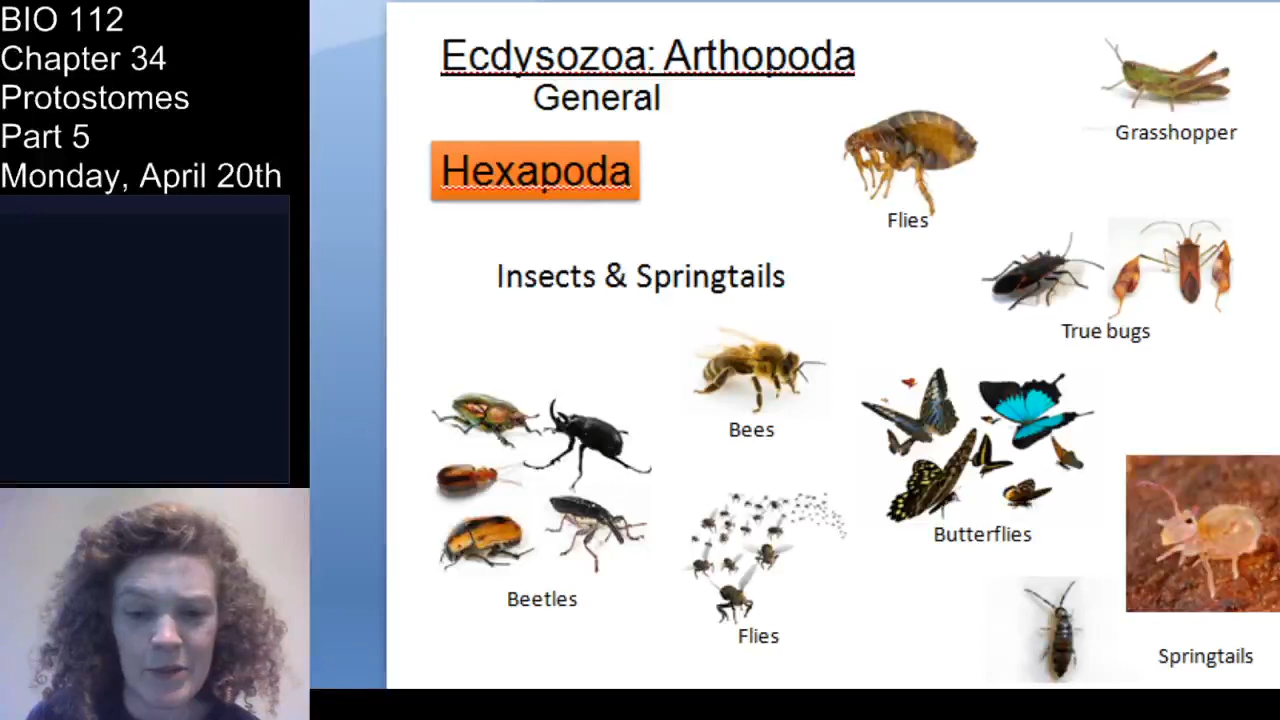 BIO 112
Chapter 34
Protostomes
Part 5
Monday, April 20th
Ecdysozoa: Arthopoda
General
Hexapoda
Insects & Springtails
Grasshopper
Flies
True bugs
Bees
Butterflies
Beetles
Flies
Springtails